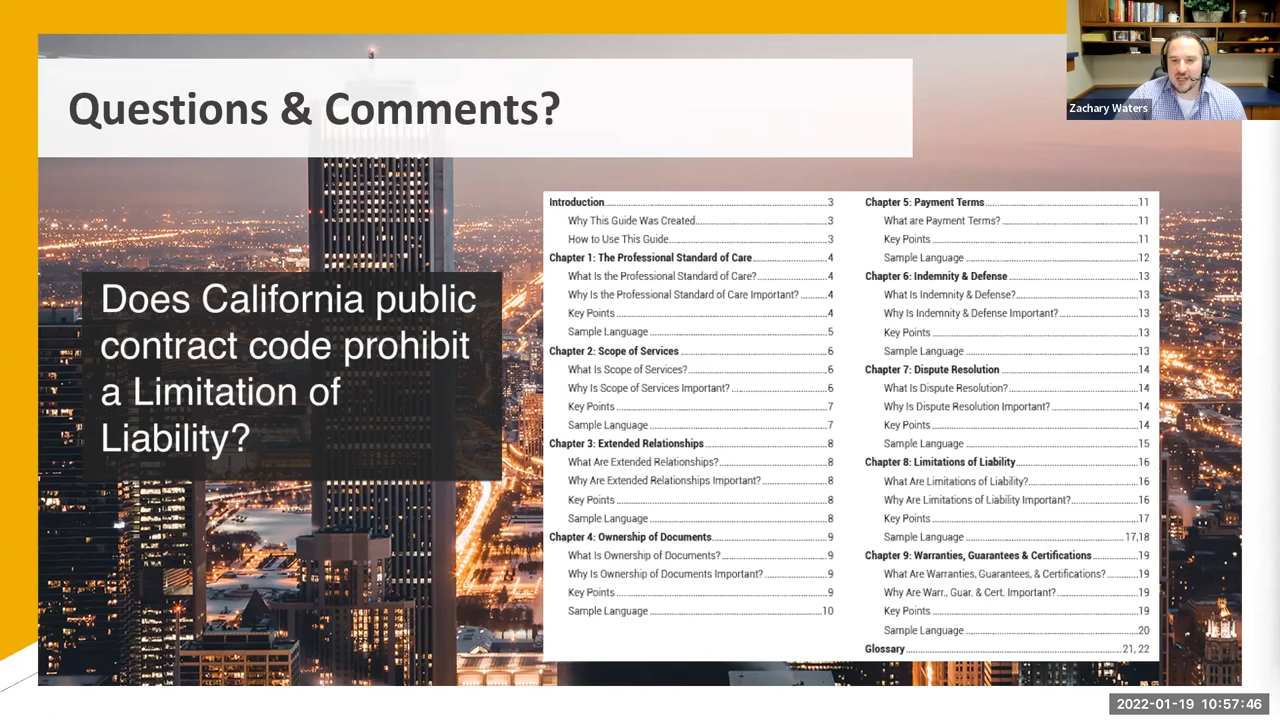 Questions & Comments?
Zachary Waters
Does California public
contract code prohibit
a Limitation of
Liability?
Introduction 3
Why This Guide Was Created 3
How to Use This Guide 3
Chapter 1: The Professional Standard of Care 4
What Is the Professional Standard of Care? 4
Why Is the Professional Standard of Care Important? 4
Key Points 4
Sample Language 5
Chapter 2: Scope of Services 6
What Is Scope of Services? 6
Why Is Scope of Services Important? 6
Key Points 7
Sample Language 7
Chapter 3: Extended Relationships 8
What Are Extended Relationships? 8
Why Are Extended Relationships Important? 8
Key Points 8
Sample Language 8
Chapter 4: Ownership of Documents 9
What Is Ownership of Documents? 9
Why Is Ownership of Documents Important? 9
Key Points 9
Sample Language 10
Chapter 5: Payment Terms 11
What are Payment Terms? 11
Key Points 11
Sample Language 12
Chapter 6: Indemnity & Defense 13
What Is Indemnity & Defense? 13
Why Is Indemnity & Defense Important? 13
Key Points 13
Sample Language 13
Chapter 7: Dispute Resolution 14
What Is Dispute Resolution? 14
Why Is Dispute Resolution Important? 14
Key Points 14
Sample Language 15
Chapter 8: Limitations of Liability 16
What Are Limitations of Liability? 16
Why Are Limitations of Liability Important? 16
Key Points 17
Sample Language 17,18
Chapter 9: Warranties, Guarantees & Certifications 19
What Are Warranties, Guarantees, & Certifications? 19
Why Are Warr., Guar. & Cert. Important? 19
Key Points 19
Sample Language 20
Glossary 21, 22
2022-01-19 10:57:46